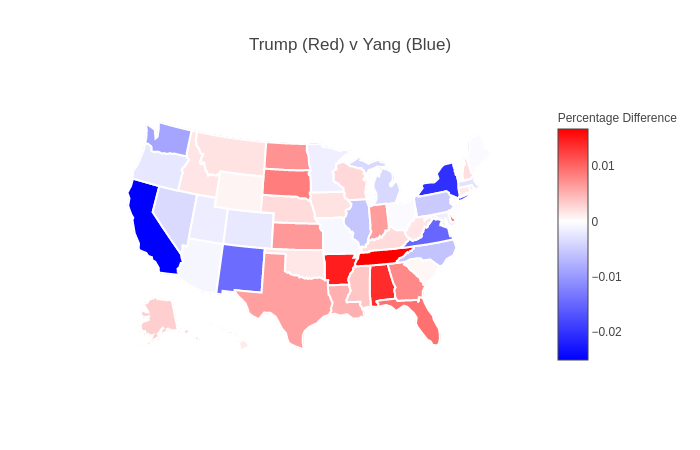 Trump (Red) v Yang (Blue)
Percentage Difference
0.01
0
−0.01
−0.02